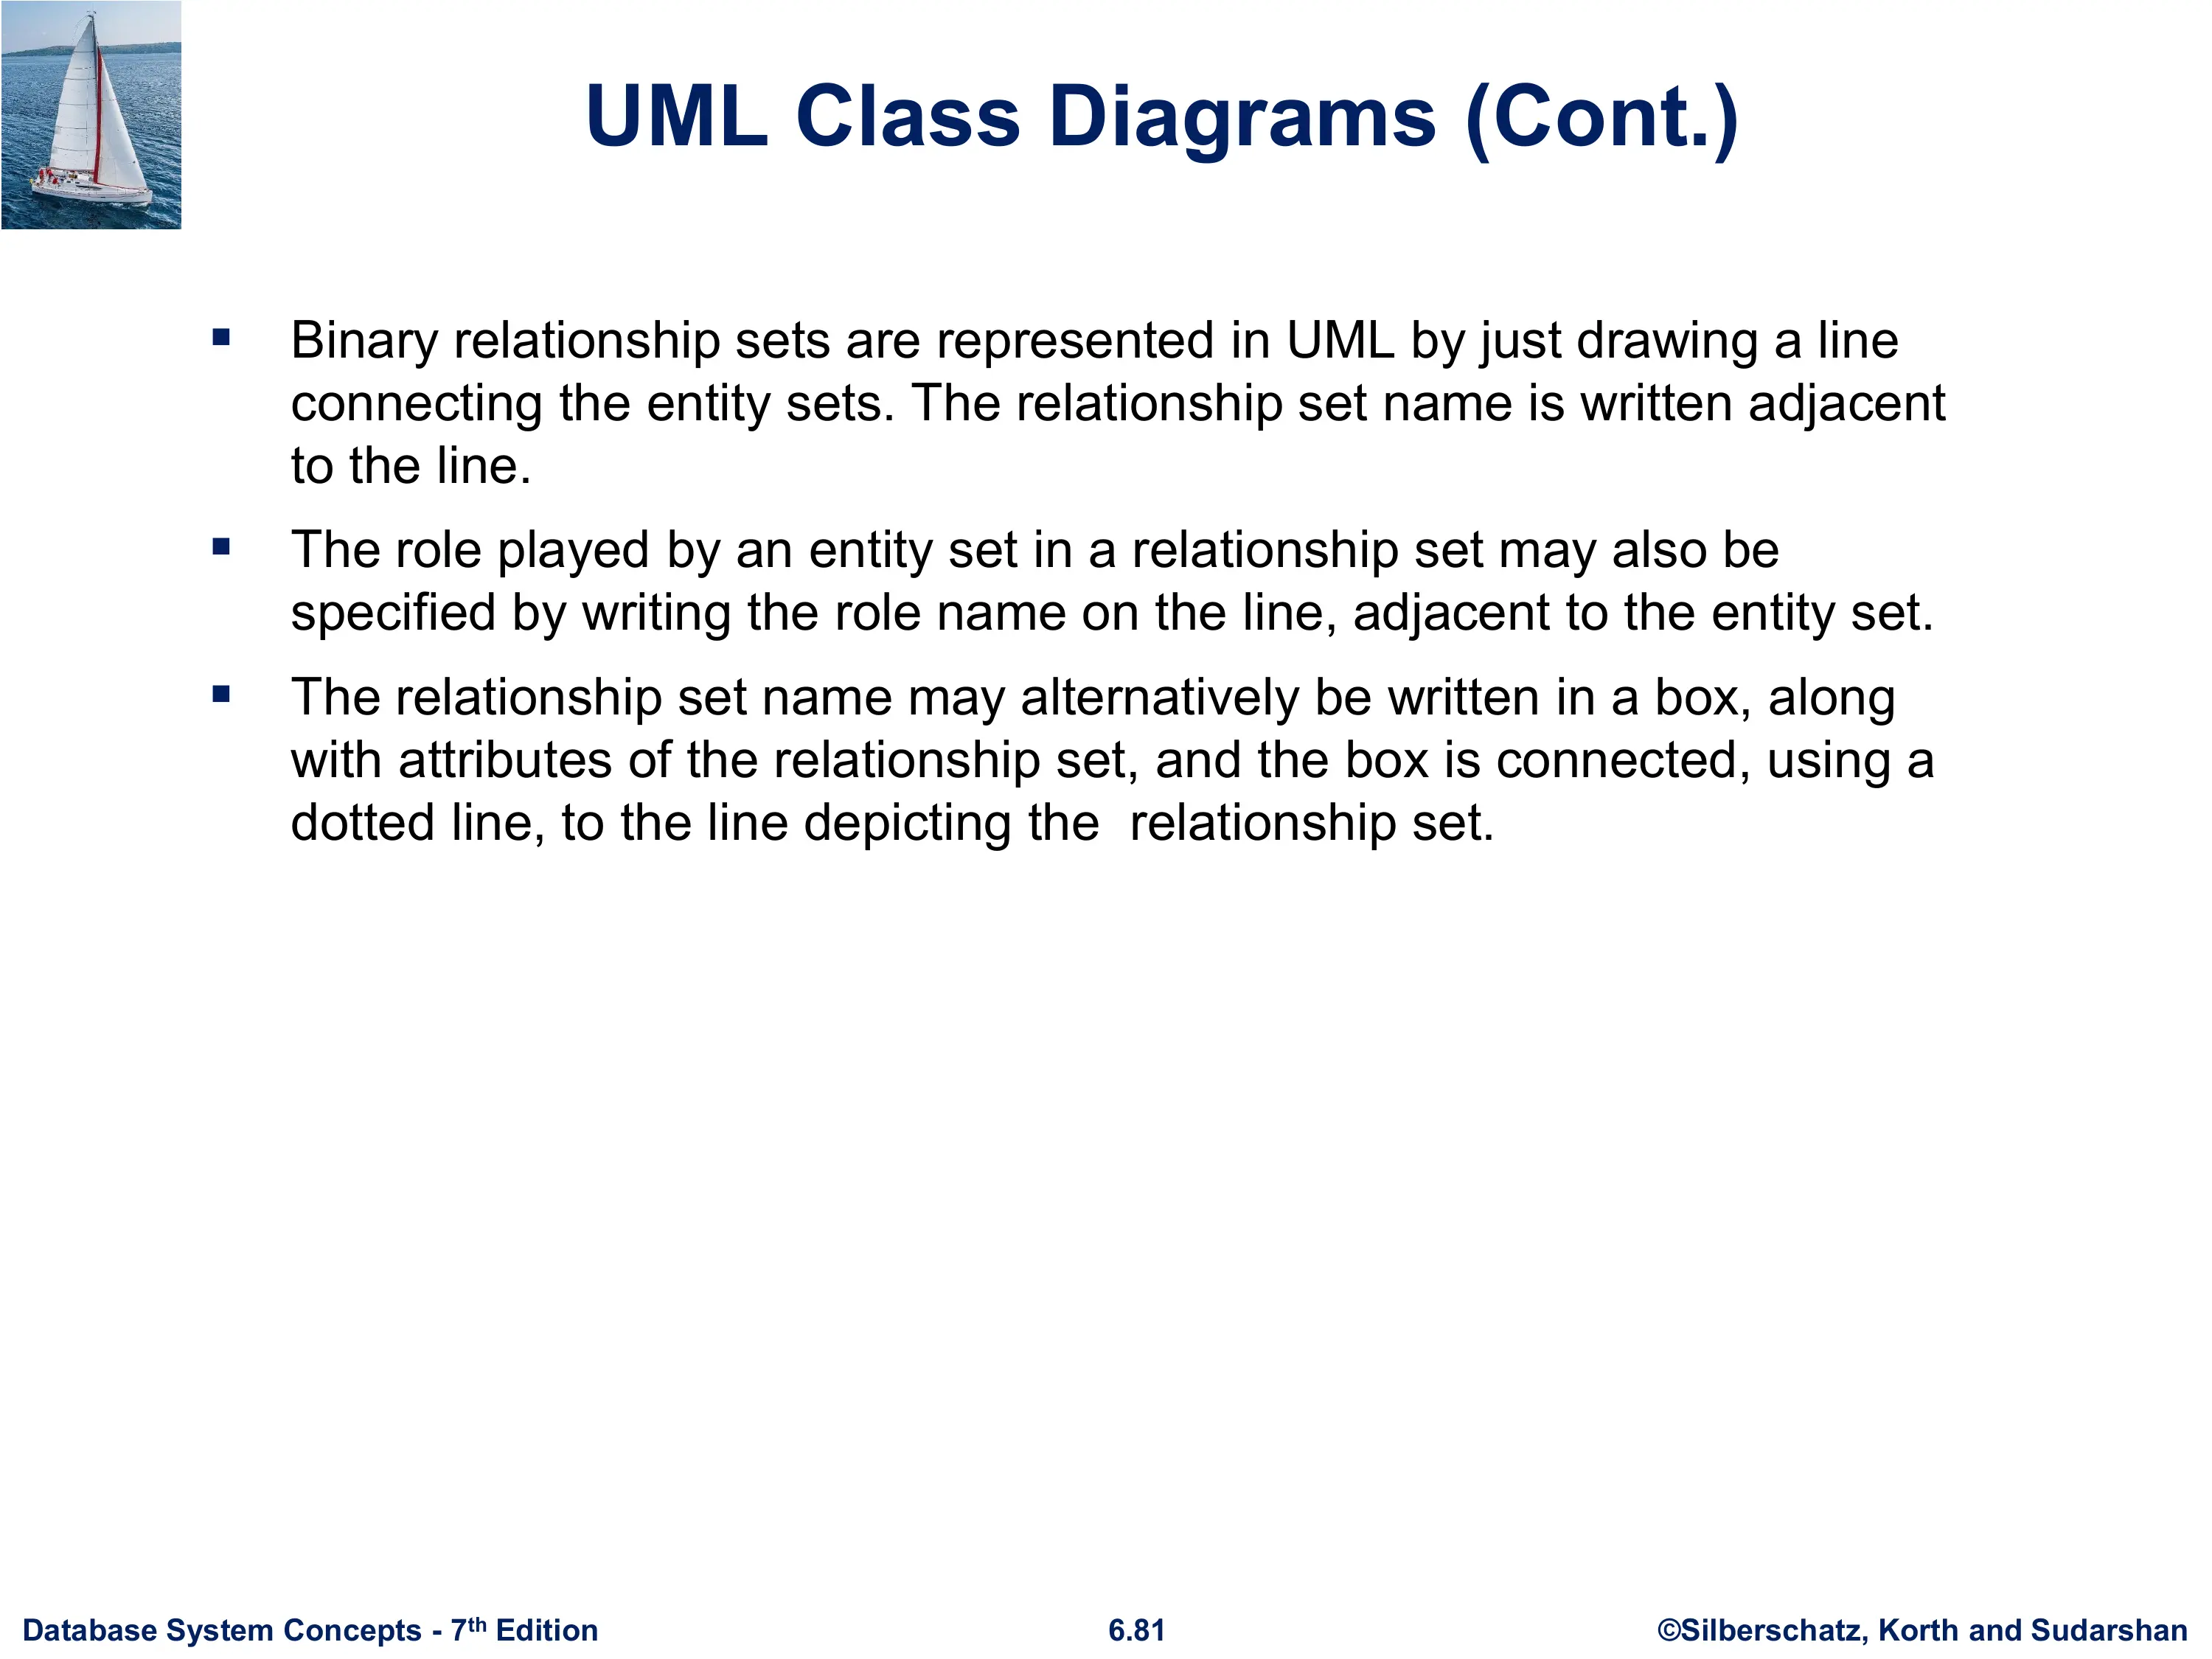 UML Class Diagrams (Cont.)
▪ Binary relationship sets are represented in UML by just drawing a line
connecting the entity sets. The relationship set name is written adjacent
to the line.
▪ The role played by an entity set in a relationship set may also be
specified by writing the role name on the line, adjacent to the entity set.
▪ The relationship set name may alternatively be written in a box, along
with attributes of the relationship set, and the box is connected, using a
dotted line, to the line depicting the  relationship set.
Database System Concepts - 7th Edition
6.81
©Silberschatz, Korth and Sudarshan